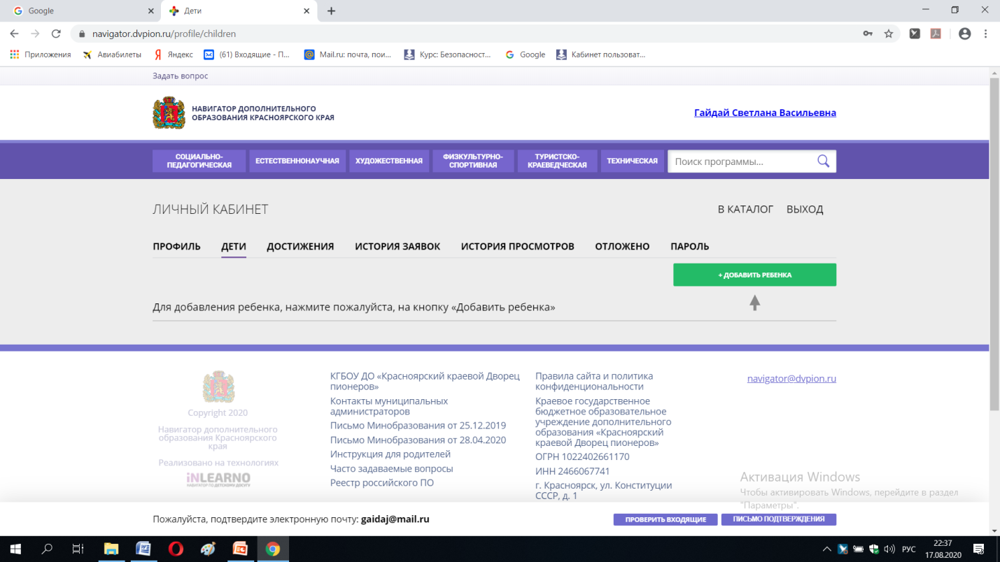 Google
Дети
navigator.dvpion.ru/profile/children
Приложения
Авиабилеты
Яндекс
(61) Входящие - П...
Mail.ru: почта, пои...
Курс: Безопасност...
Google
Кабинет пользоват...
Задать вопрос
НАВИГАТОР ДОПОЛНИТЕЛЬНОГО
ОБРАЗОВАНИЯ КРАСНОЯРСКОГО КРАЯ
Гайдай Светлана Васильевна
СОЦИАЛЬНО-
ПЕДАГОГИЧЕСКАЯ
ЕСТЕСТВЕННОНАУЧНАЯ
ХУДОЖЕСТВЕННАЯ
ФИЗКУЛЬТУРНО-
СПОРТИВНАЯ
ТУРИСТСКО-
КРАЕВЕДЧЕСКАЯ
ТЕХНИЧЕСКАЯ
Поиск программы...
ЛИЧНЫЙ КАБИНЕТ
В КАТАЛОГ
ВЫХОД
ПРОФИЛЬ
ДЕТИ
ДОСТИЖЕНИЯ
ИСТОРИЯ ЗАЯВОК
ИСТОРИЯ ПРОСМОТРОВ
ОТЛОЖЕНО
ПАРОЛЬ
+ ДОБАВИТЬ РЕБЕНКА
Для добавления ребенка, нажмите пожалуйста, на кнопку «Добавить ребенка»
Copyright 2020
Навигатор дополнительного
образования Красноярского
края
Реализовано на технологиях
iNLEARNO
НАВИГАТОР ПО ДЕТСКОМУ ДОСУГУ
КГБОУ ДО «Красноярский краевой Дворец
пионеров»
Контакты муниципальных
администраторов
Письмо Минобразования от 25.12.2019
Письмо Минобразования от 28.04.2020
Инструкция для родителей
Часто задаваемые вопросы
Реестр российского ПО
Правила сайта и политика
конфиденциональности
Краевое государственное
бюджетное образовательное
учреждение дополнительного
образования «Красноярский
краевой Дворец пионеров»
ОГРН 1022402661170
ИНН 2466067741
г. Красноярск, ул. Конституции
СССР, д. 1
navigator@dvpion.ru
Активация Windows
Чтобы активировать Windows, перейдите в раздел
"Параметры".
Пожалуйста, подтвердите электронную почту: gaidaj@mail.ru
ПРОВЕРИТЬ ВХОДЯЩИЕ
ПИСЬМО ПОДТВЕРЖДЕНИЯ
РУС
22:37
17.08.2020